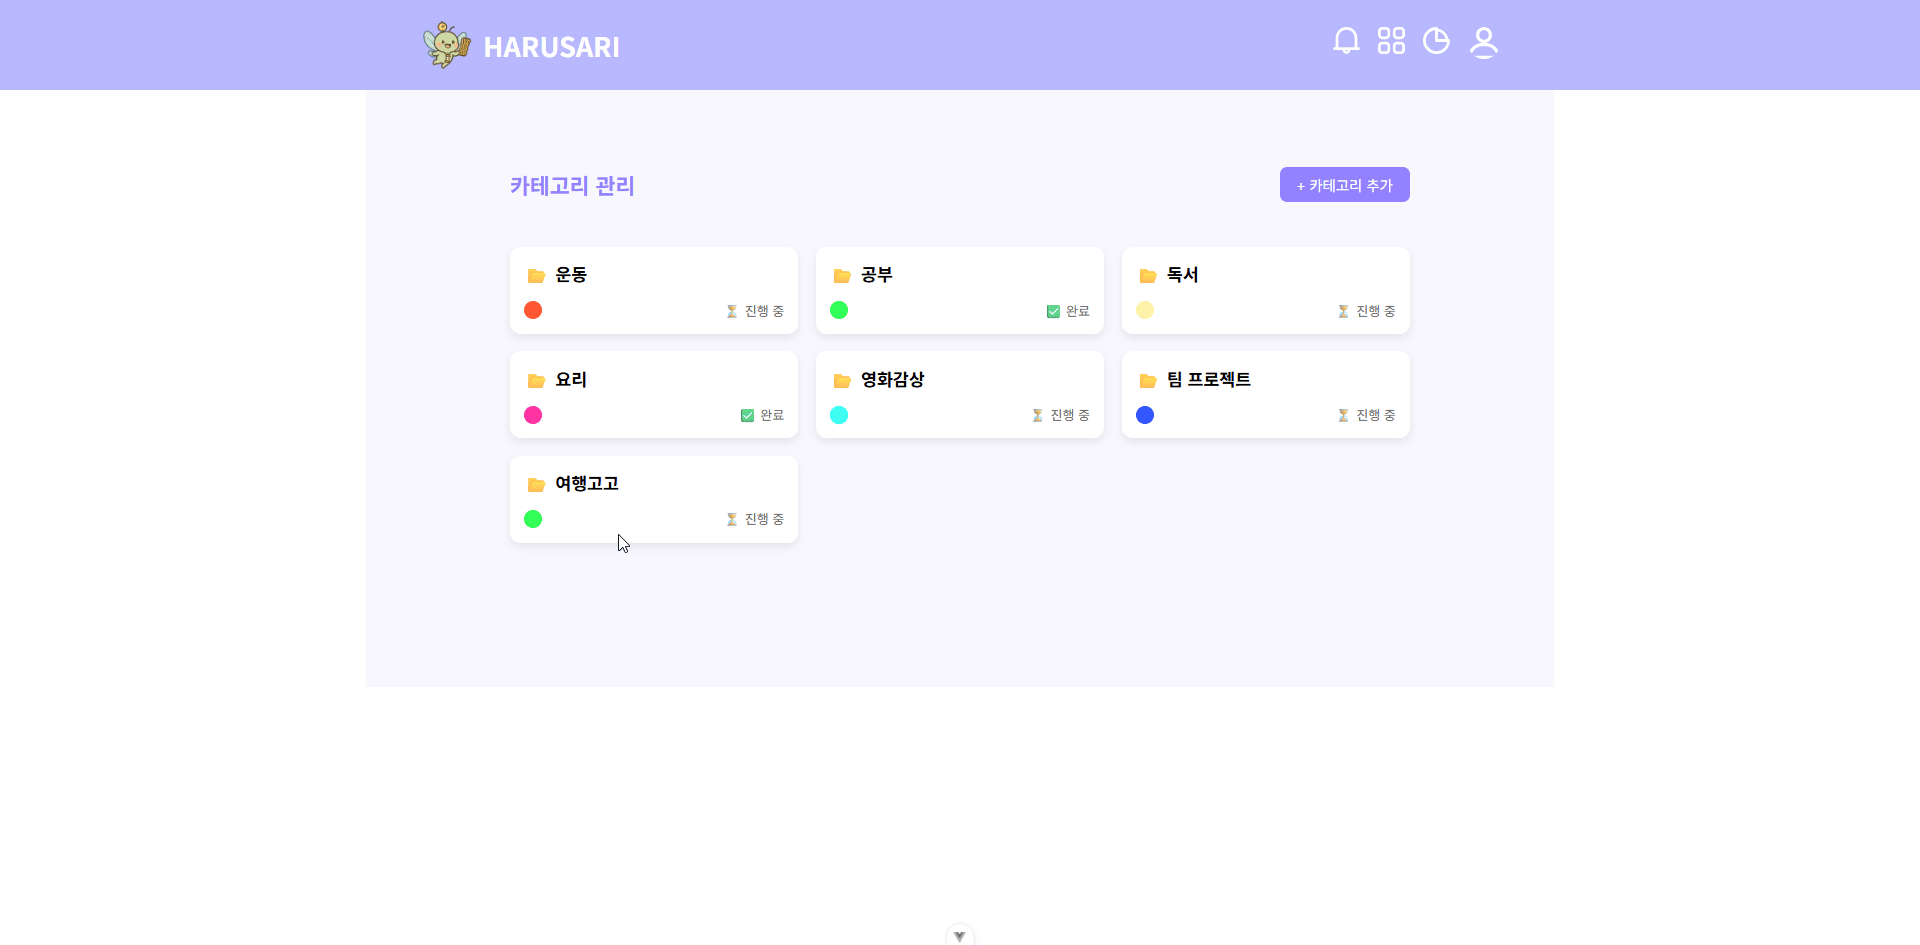 HARUSARI
카테고리 관리
+ 카테고리 추가
운동
공부
독서
진행 중
완료
진행 중
요리
영화감상
팀 프로젝트
완료
진행 중
진행 중
여행고고
진행 중